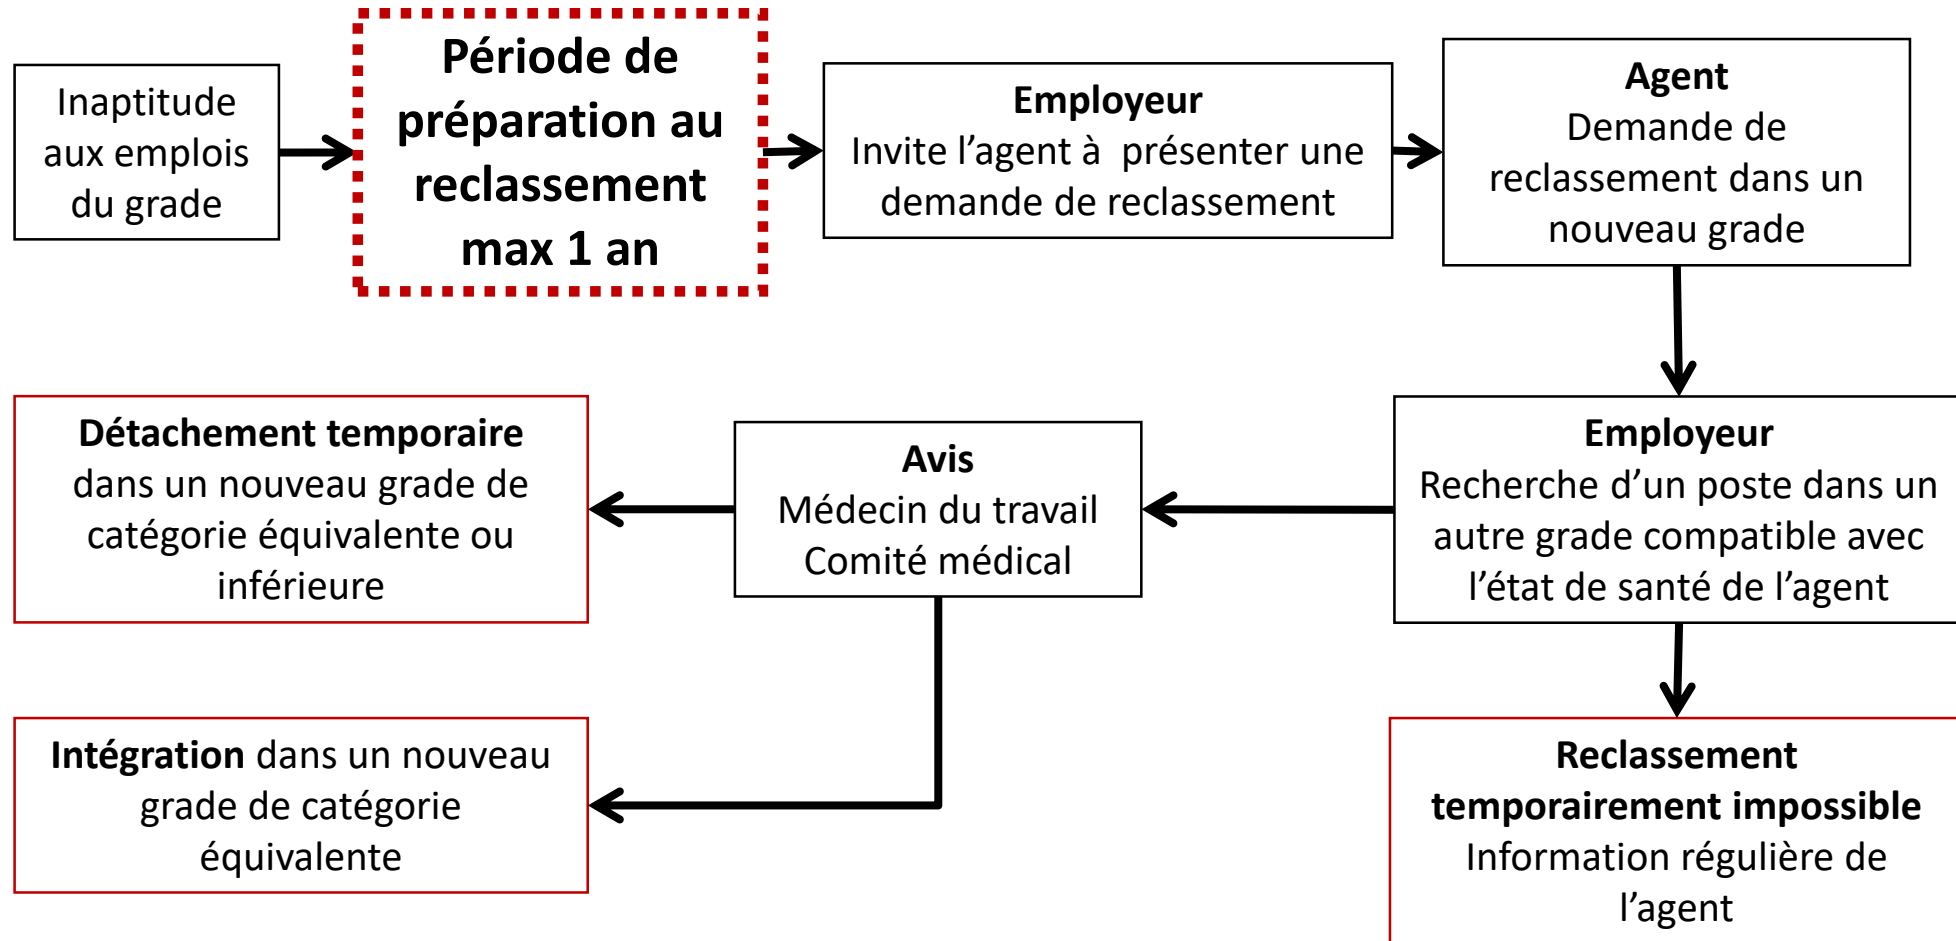 Inaptitude
aux emplois
du grade
Période de
préparation au
reclassement
max 1 an
Employeur
Invite l’agent à  présenter une
demande de reclassement
Agent
Demande de
reclassement dans un
nouveau grade
Détachement temporaire
dans un nouveau grade de
catégorie équivalente ou
inférieure
Avis
Médecin du travail
Comité médical
Employeur
Recherche d’un poste dans un
autre grade compatible avec
l’état de santé de l’agent
Intégration dans un nouveau
grade de catégorie
équivalente
Reclassement
temporairement impossible
Information régulière de
l’agent